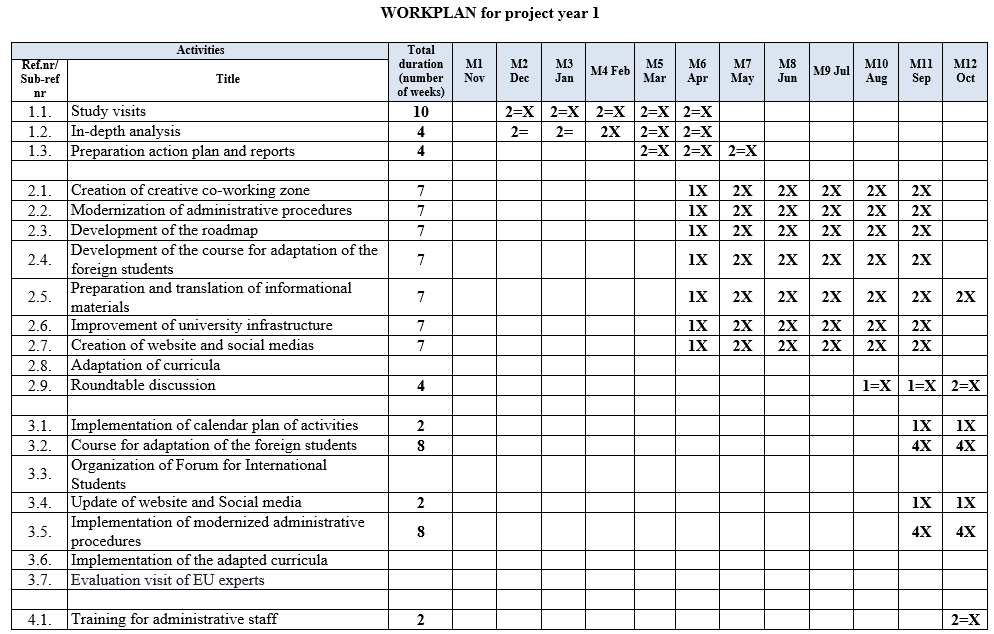 WORKPLAN for project year 1
Activities
Total duration (number of weeks) M1 Nov M2 Dec M3 Jan M4 Feb M5 Mar M6 Apr M7 May M8 Jun M9 Jul M10 Aug M11 Sep M12 Oct
Ref.nr/ Sub-ref nr Title
1.1. Study visits 10 2=X 2=X 2=X 2=X 2=X
1.2. In-depth analysis 4 2= 2= 2X 2=X 2=X
1.3. Preparation action plan and reports 4 2=X 2=X 2=X
2.1. Creation of creative co-working zone 7 1X 2X 2X 2X 2X 2X
2.2. Modernization of administrative procedures 7 1X 2X 2X 2X 2X 2X
2.3. Development of the roadmap 7 1X 2X 2X 2X 2X 2X
2.4. Development of the course for adaptation of the
foreign students 7 1X 2X 2X 2X 2X 2X
2.5. Preparation and translation of informational
materials 7 1X 2X 2X 2X 2X 2X 2X
2.6. Improvement of university infrastructure 7 1X 2X 2X 2X 2X 2X
2.7. Creation of website and social medias 7 1X 2X 2X 2X 2X 2X
2.8. Adaptation of curricula
2.9. Roundtable discussion 4 1=X 1=X 2=X
3.1. Implementation of calendar plan of activities 2 1X 1X
3.2. Course for adaptation of the foreign students 8 4X 4X
3.3. Organization of Forum for International
Students
3.4. Update of website and Social media 2 1X 1X
3.5. Implementation of modernized administrative
procedures 8 4X 4X
3.6. Implementation of the adapted curricula
3.7. Evaluation visit of EU experts
4.1. Training for administrative staff 2 2=X